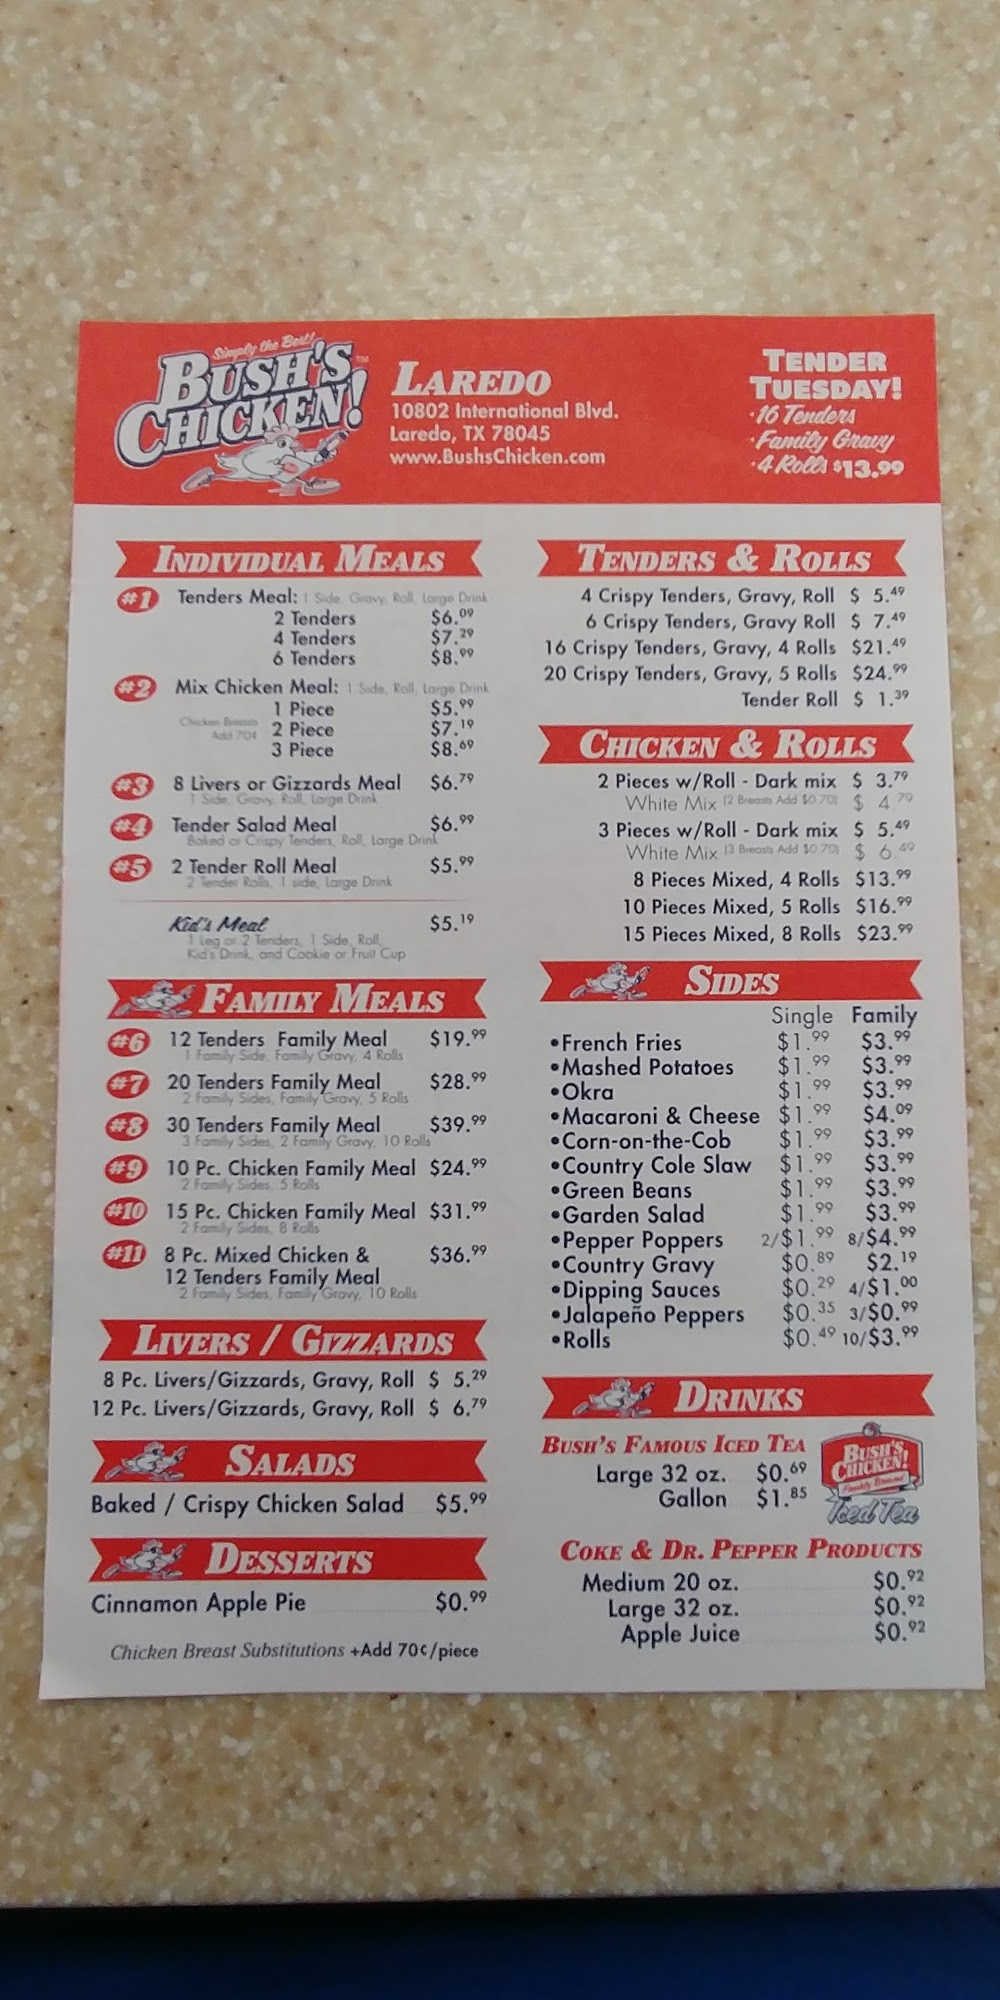 Simply the Best!
BUSH'S
CHICKEN!
TM
LAREDO
10802 International Blvd.
Laredo, TX 78045
www.BushsChicken.com
TENDER
TUESDAY!
·16 Tenders
·Family Gravy
·4 Rolls $13.99
INDIVIDUAL MEALS
#1 Tenders Meal: 1 Side, Gravy, Roll, Large Drink
2 Tenders $6.09
4 Tenders $7.29
6 Tenders $8.99
#2 Mix Chicken Meal: 1 Side, Roll, Large Drink
1 Piece $5.99
Chicken Breasts
Add 70¢
2 Piece $7.19
3 Piece $8.69
#3 8 Livers or Gizzards Meal $6.79
1 Side, Gravy, Roll, Large Drink
#4 Tender Salad Meal $6.99
Baked or Crispy Tenders, Roll, Large Drink
#5 2 Tender Roll Meal $5.99
2 Tender Rolls, 1 side, Large Drink
Kid's Meal $5.19
1 Leg or 2 Tenders, 1 Side, Roll,
Kid's Drink, and Cookie or Fruit Cup
FAMILY MEALS
#6 12 Tenders Family Meal $19.99
1 Family Side, Family Gravy, 4 Rolls
#7 20 Tenders Family Meal $28.99
2 Family Sides, Family Gravy, 5 Rolls
#8 30 Tenders Family Meal $39.99
3 Family Sides, 2 Family Gravy, 10 Rolls
#9 10 Pc. Chicken Family Meal $24.99
2 Family Sides, 5 Rolls
#10 15 Pc. Chicken Family Meal $31.99
2 Family Sides, 8 Rolls
#11 8 Pc. Mixed Chicken & $36.99
12 Tenders Family Meal
2 Family Sides, Family Gravy, 10 Rolls
LIVERS / GIZZARDS
8 Pc. Livers/Gizzards, Gravy, Roll $ 5.29
12 Pc. Livers/Gizzards, Gravy, Roll $ 6.79
SALADS
Baked / Crispy Chicken Salad $5.99
DESSERTS
Cinnamon Apple Pie $0.99
Chicken Breast Substitutions +Add 70¢/piece
TENDERS & ROLLS
4 Crispy Tenders, Gravy, Roll $ 5.49
6 Crispy Tenders, Gravy Roll $ 7.49
16 Crispy Tenders, Gravy, 4 Rolls $21.49
20 Crispy Tenders, Gravy, 5 Rolls $24.99
Tender Roll $ 1.39
CHICKEN & ROLLS
2 Pieces w/Roll - Dark mix $ 3.79
White Mix (2 Breasts Add $0.70) $ 4.79
3 Pieces w/Roll - Dark mix $ 5.49
White Mix (3 Breasts Add $0.70) $ 6.49
8 Pieces Mixed, 4 Rolls $13.99
10 Pieces Mixed, 5 Rolls $16.99
15 Pieces Mixed, 8 Rolls $23.99
SIDES
Single Family
•French Fries $1.99 $3.99
•Mashed Potatoes $1.99 $3.99
•Okra $1.99 $3.99
•Macaroni & Cheese $1.99 $4.09
•Corn-on-the-Cob $1.99 $3.99
•Country Cole Slaw $1.99 $3.99
•Green Beans $1.99 $3.99
•Garden Salad $1.99 $3.99
•Pepper Poppers 2/$1.99 8/$4.99
•Country Gravy $0.89 $2.19
•Dipping Sauces $0.29 4/$1.00
•Jalapeño Peppers $0.35 3/$0.99
•Rolls $0.49 10/$3.99
DRINKS
BUSH'S FAMOUS ICED TEA
Large 32 oz. $0.69
Gallon $1.85
BUSH'S
CHICKEN!
Freshly Brewed
Iced Tea
COKE & DR. PEPPER PRODUCTS
Medium 20 oz. $0.92
Large 32 oz. $0.92
Apple Juice $0.92